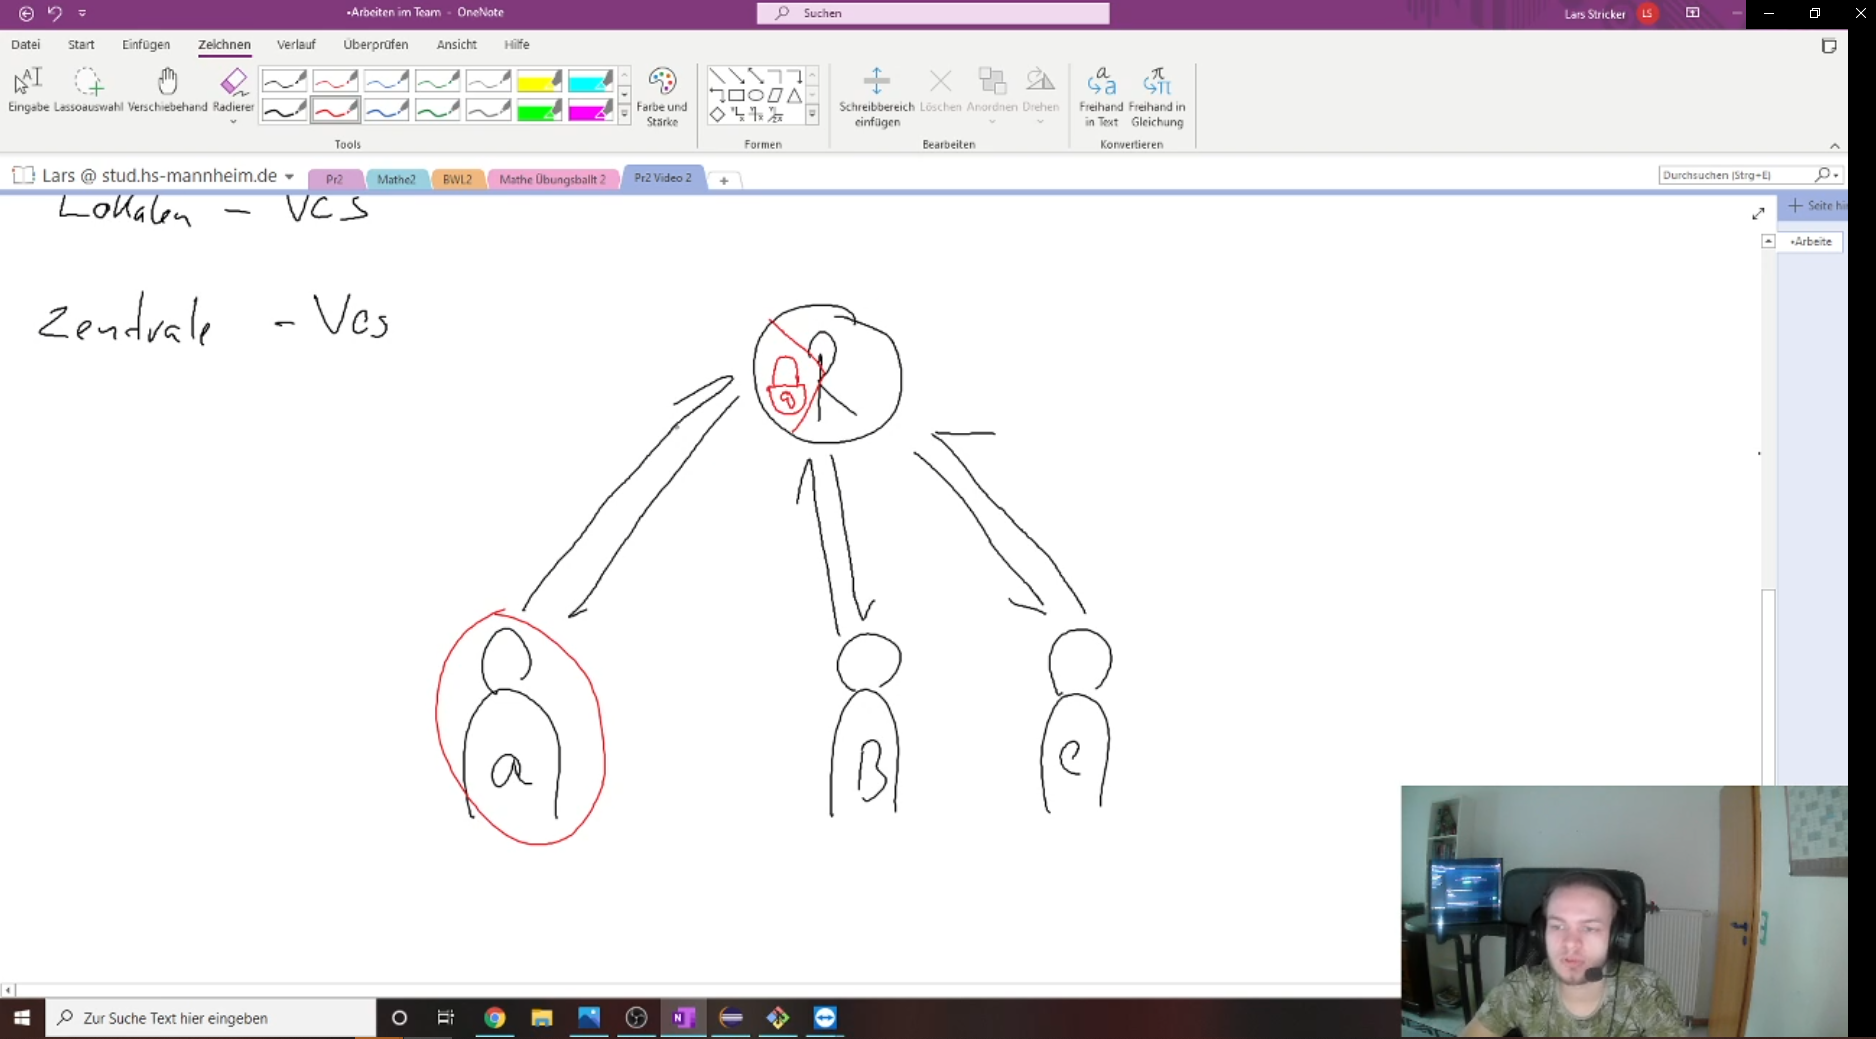 •Arbeiten im Team - OneNote
Suchen
Lars Stricker
LS
Datei
Start
Einfügen
Zeichnen
Verlauf
Überprüfen
Ansicht
Hilfe
Eingabe
Lassoauswahl
Verschiebehand
Radierer
Farbe und
Stärke
Schreibbereich
einfügen
Löschen
Anordnen
Drehen
Freihand
in Text
Freihand in
Gleichung
Tools
Formen
Bearbeiten
Konvertieren
Lars @ stud.hs-mannheim.de
Pr2
Mathe2
BWL2
Mathe Übungsballt 2
Pr2 Video 2
Durchsuchen (Strg+E)
Seite hi
•Arbeite
Lokalen - VCS
Zendrale - VCS
R
a
B
C
Zur Suche Text hier eingeben